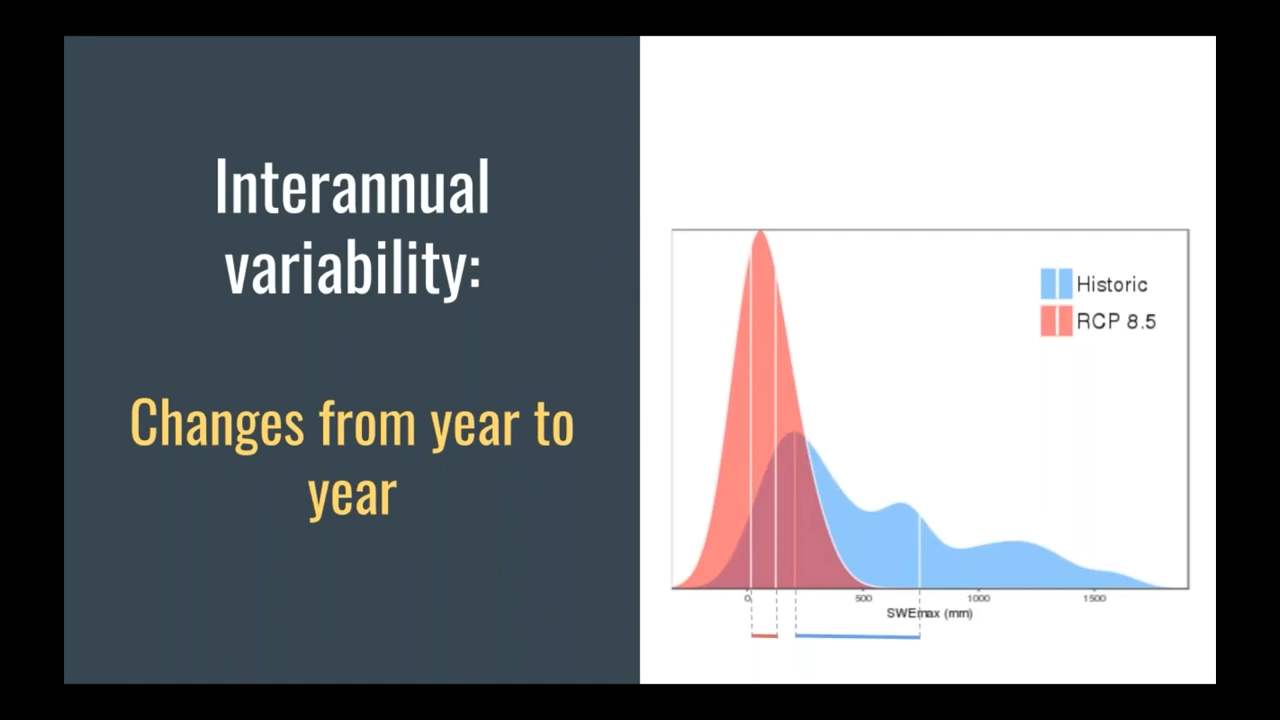 Interannual
variability:
Changes from year to
year
Historic
RCP 8.5
0 500 1000 1500
SWEmax (mm)